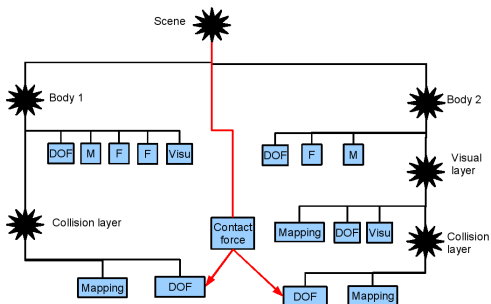 Scene
Body 1
Body 2
DOF
M
F
F
Visu
DOF
F
M
Visual
layer
Collision layer
Contact
force
Mapping
DOF
Visu
Collision
layer
Mapping
DOF
DOF
Mapping